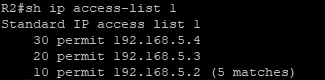 R2#sh ip access-list 1
Standard IP access list 1
    30 permit 192.168.5.4
    20 permit 192.168.5.3
    10 permit 192.168.5.2 (5 matches)